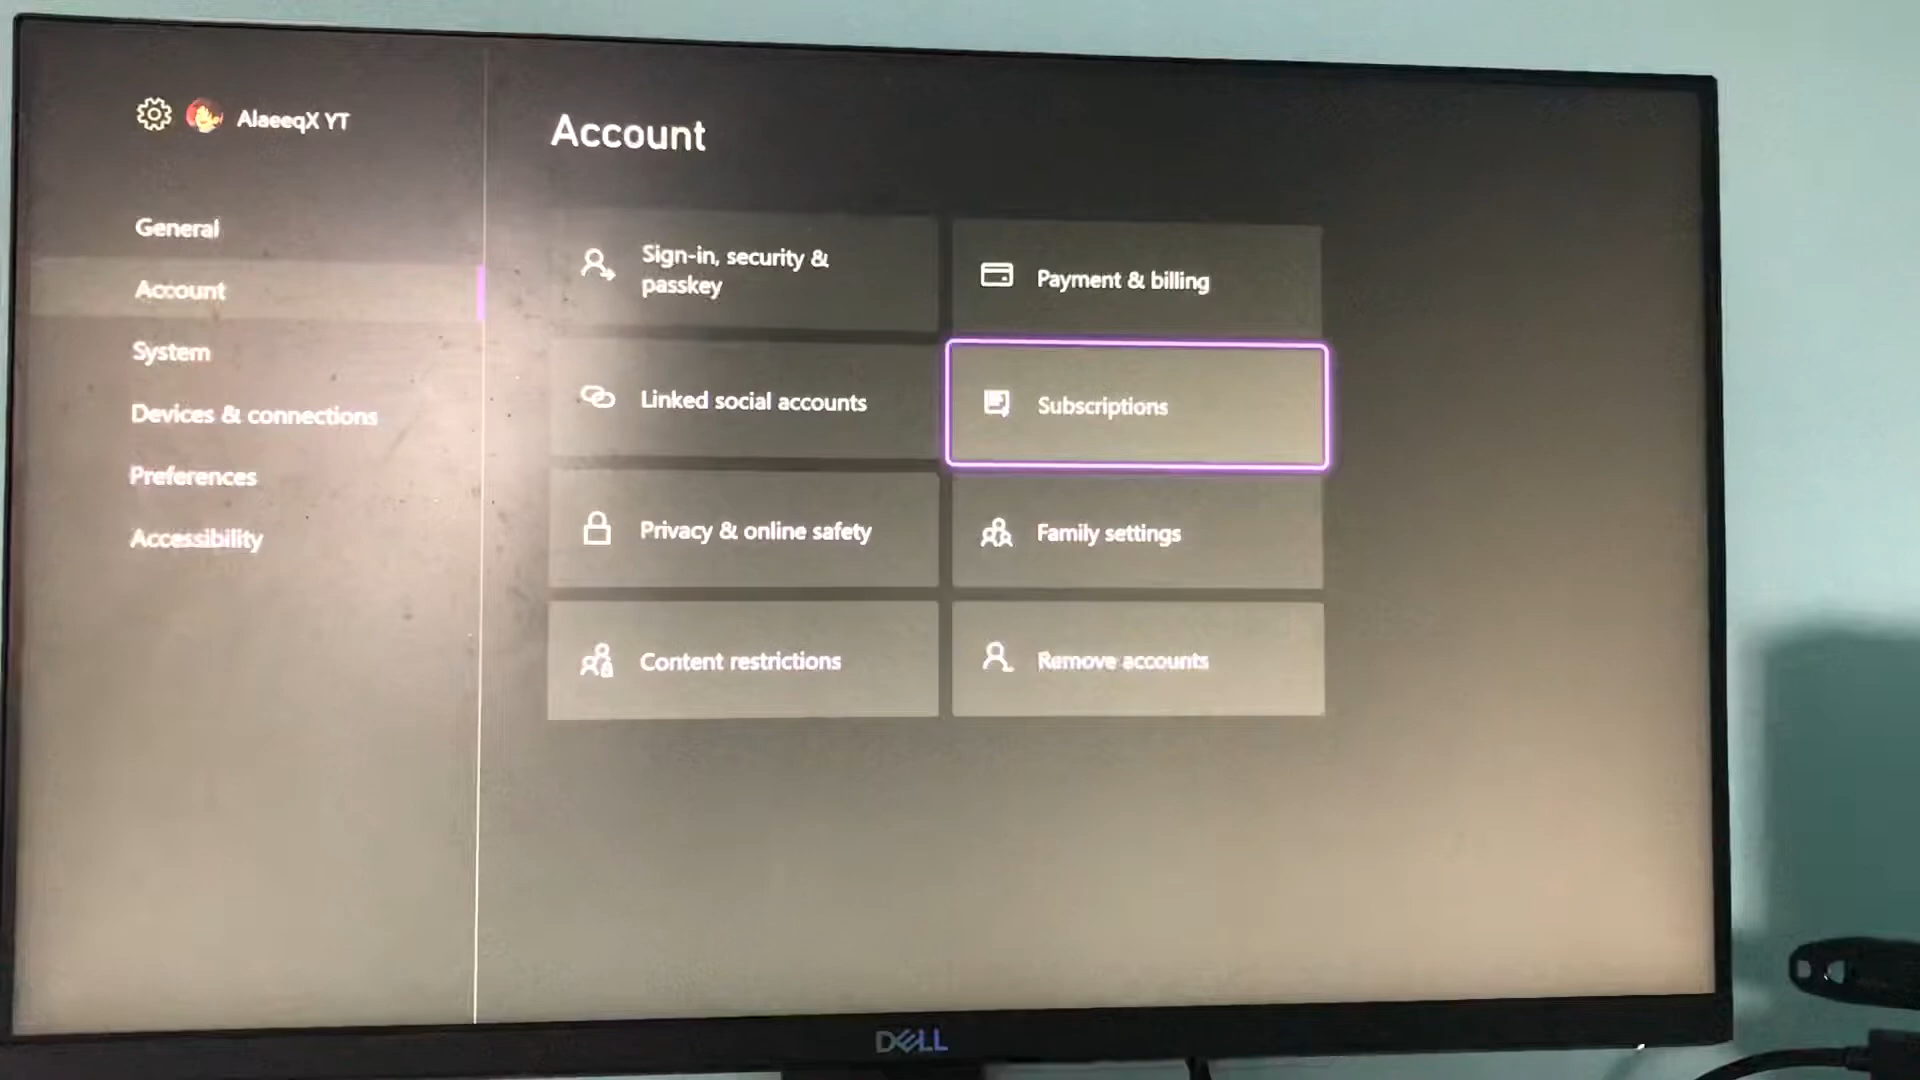 AlaeeqX YT
General
Account
System
Devices & connections
Preferences
Accessibility
Account
Sign-in, security &
passkey
Payment & billing
Linked social accounts
Subscriptions
Privacy & online safety
Family settings
Content restrictions
Remove accounts
DELL